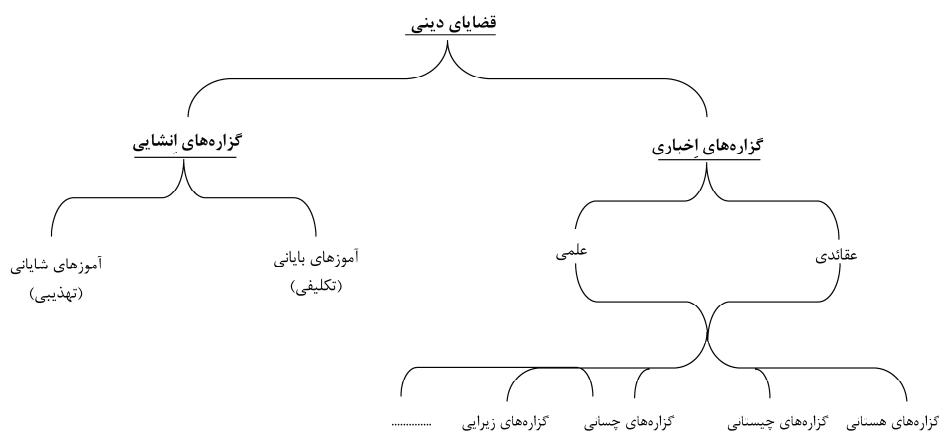 قضایای دینی
گزاره‌های اِخباری
گزاره‌های اِنشایی
عقائدی
علمی
آموزهای بایانی
(تکلیفی)
آموزهای شایانی
(تهذیبی)
گزاره‌های هستانی
گزاره‌های چیستانی
گزاره‌های چسانی
گزاره‌های زیرایی
..............